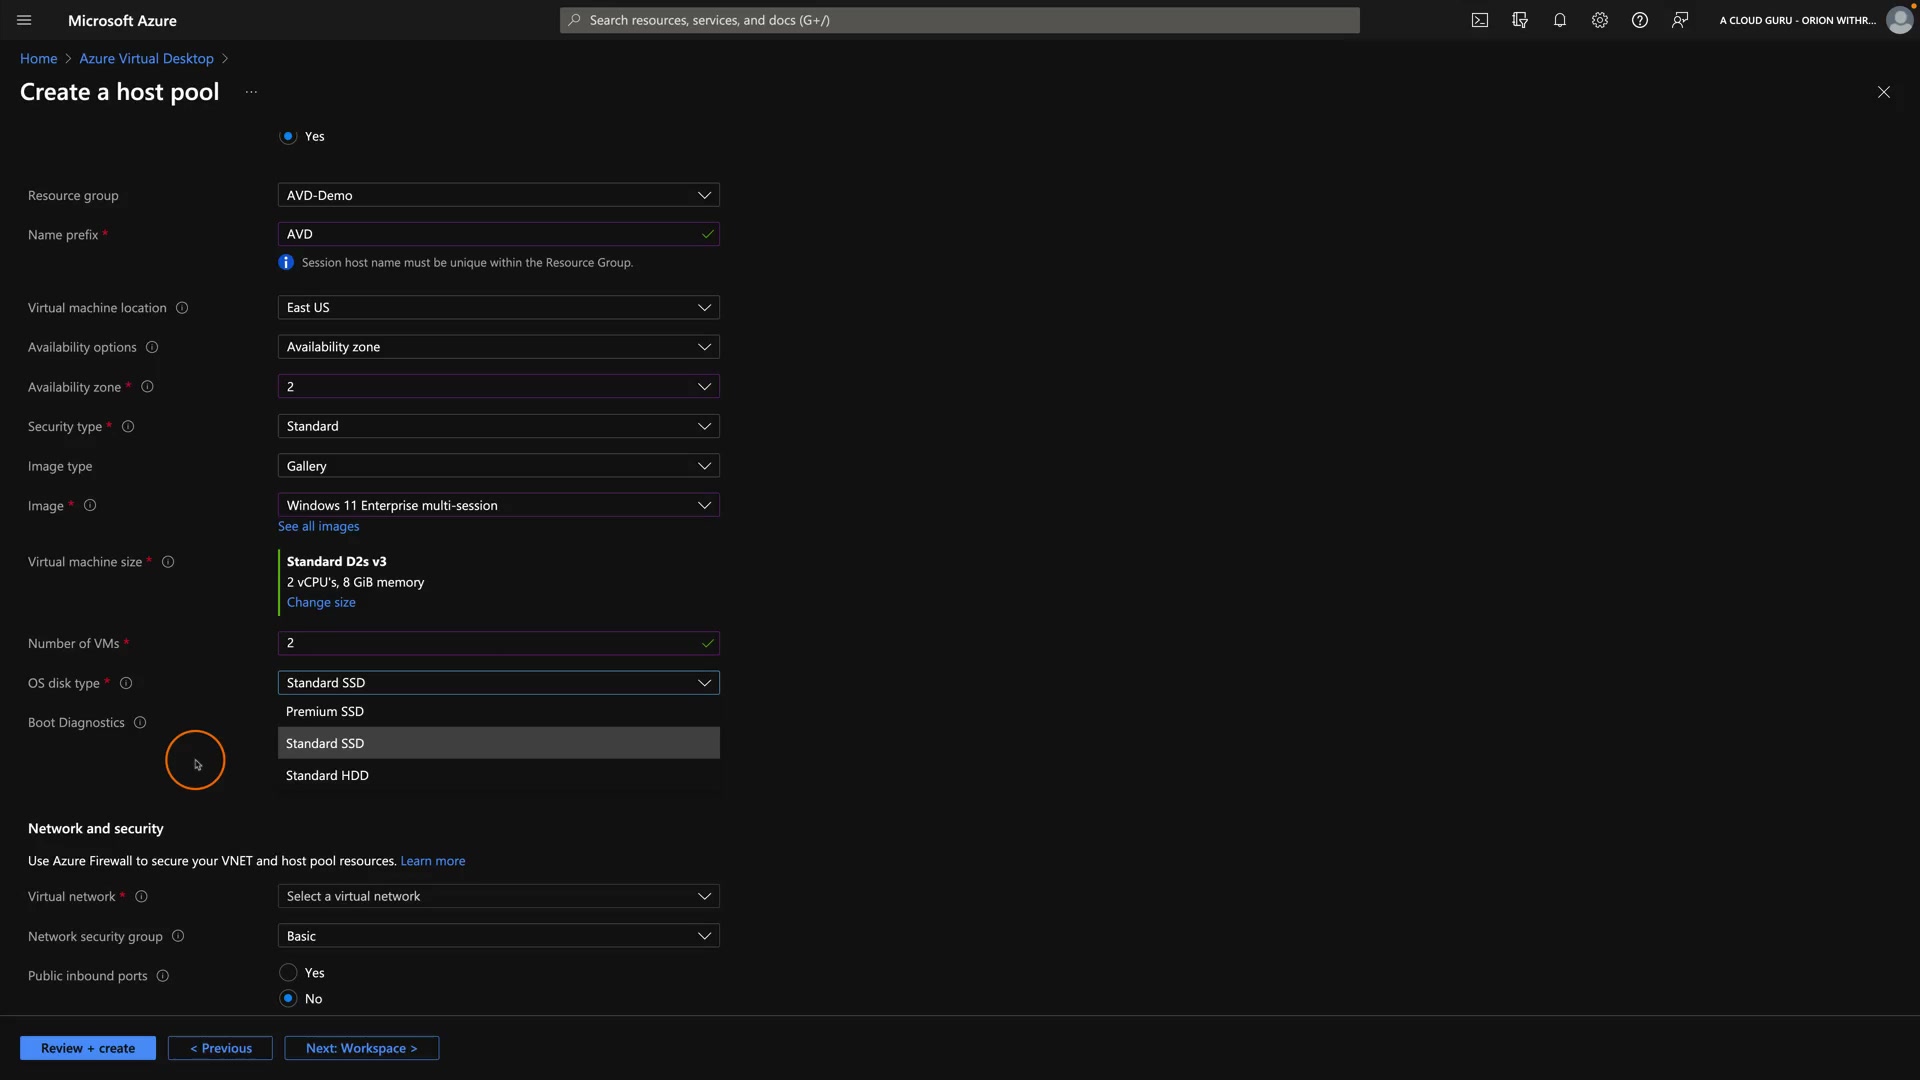 Microsoft Azure
Search resources, services, and docs (G+/)
A CLOUD GURU - ORION WITHR...
Home > Azure Virtual Desktop >
Create a host pool ...
Yes
Resource group
AVD-Demo
Name prefix *
AVD
Session host name must be unique within the Resource Group.
Virtual machine location
East US
Availability options
Availability zone
Availability zone *
2
Security type *
Standard
Image type
Gallery
Image *
Windows 11 Enterprise multi-session
See all images
Virtual machine size *
Standard D2s v3
2 vCPU's, 8 GiB memory
Change size
Number of VMs *
2
OS disk type *
Standard SSD
Premium SSD
Boot Diagnostics
Standard SSD
Standard HDD
Network and security
Use Azure Firewall to secure your VNET and host pool resources. Learn more
Virtual network *
Select a virtual network
Network security group
Basic
Public inbound ports
Yes
No
Review + create
< Previous
Next: Workspace >